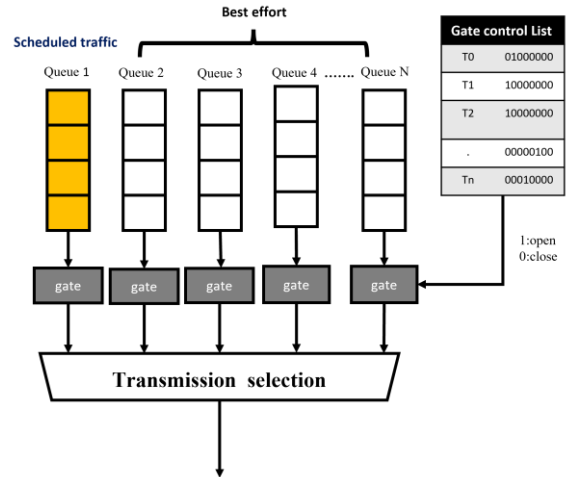 Best effort
Scheduled traffic
Queue 1 Queue 2 Queue 3 Queue 4 ....... Queue N
Gate control List
T0 01000000
T1 10000000
T2 10000000
. 00000100
Tn 00010000
1:open
0:close
gate gate gate gate gate
Transmission selection